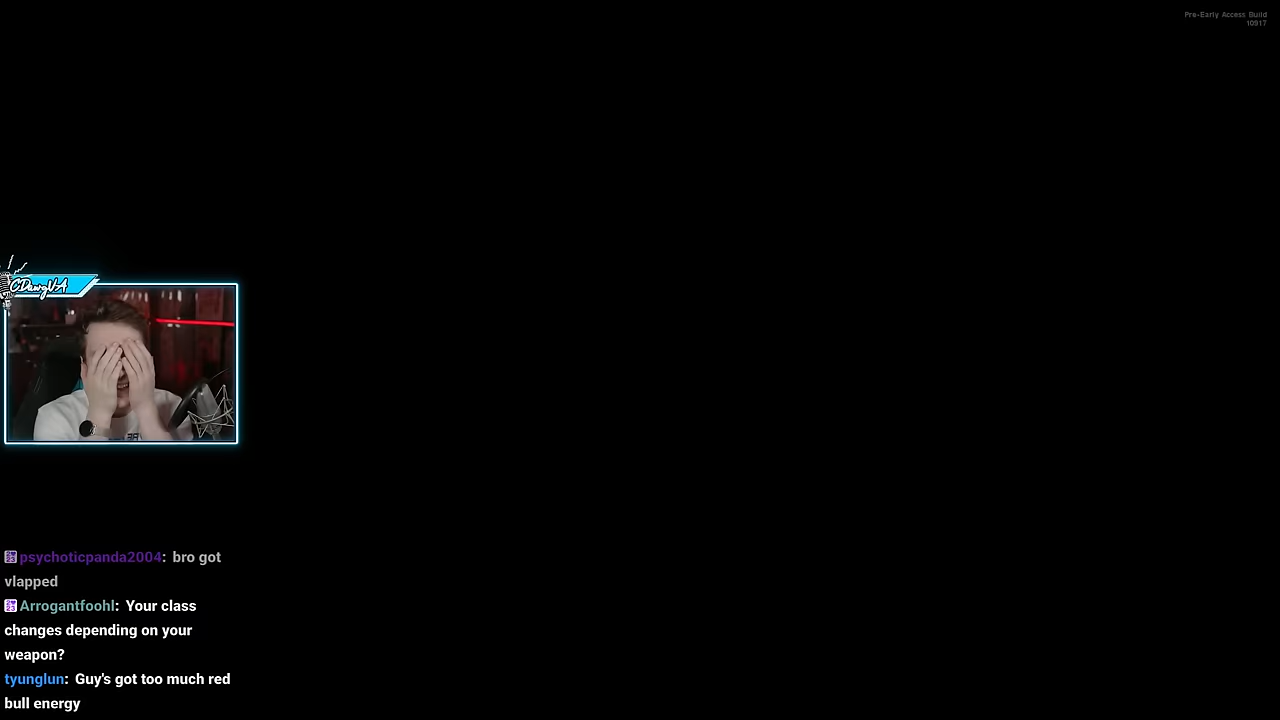 Pre-Early Access Build
10917
CDawgVA
psychoticpanda2004: bro got
vlapped
Arrogantfoohl: Your class
changes depending on your
weapon?
tyunglun: Guy's got too much red
bull energy